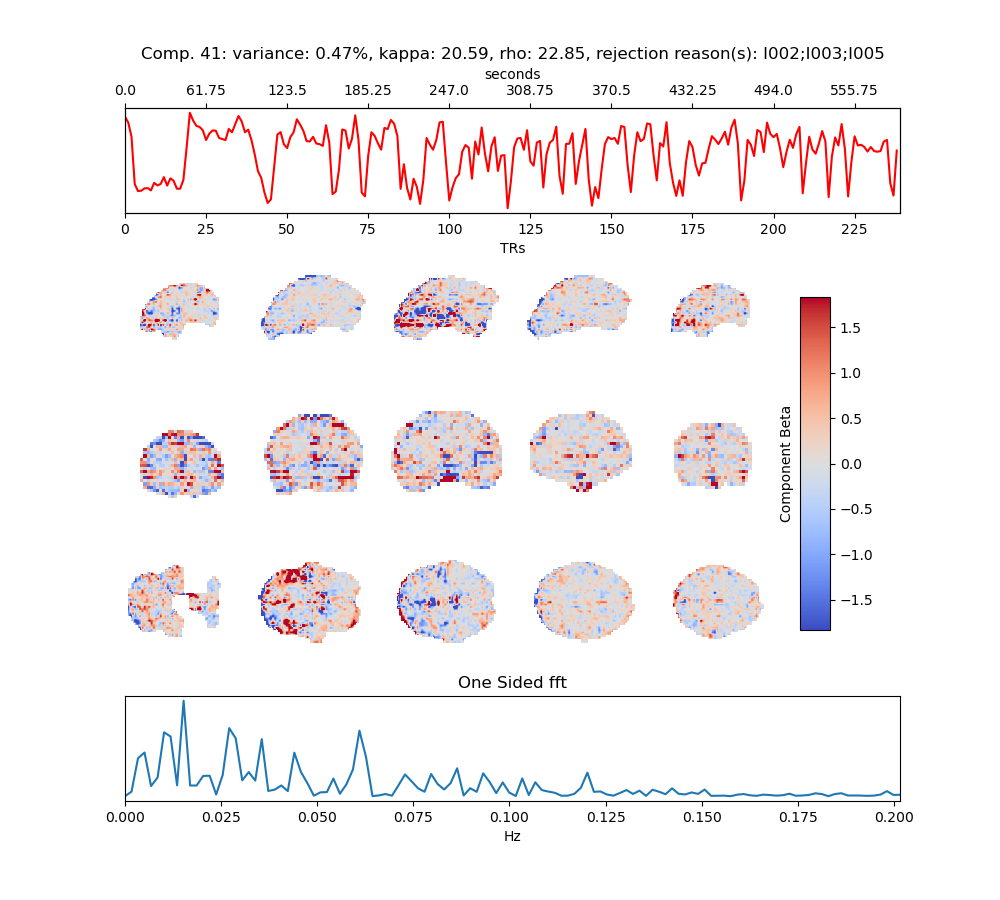 Comp. 41: variance: 0.47%, kappa: 20.59, rho: 22.85, rejection reason(s): I002;I003;I005
seconds
0.0 61.75 123.5 185.25 247.0 308.75 370.5 432.25 494.0 555.75
0 25 50 75 100 125 150 175 200 225
TRs
Component Beta
1.5
1.0
0.5
0.0
−0.5
−1.0
−1.5
One Sided fft
0.000 0.025 0.050 0.075 0.100 0.125 0.150 0.175 0.200
Hz